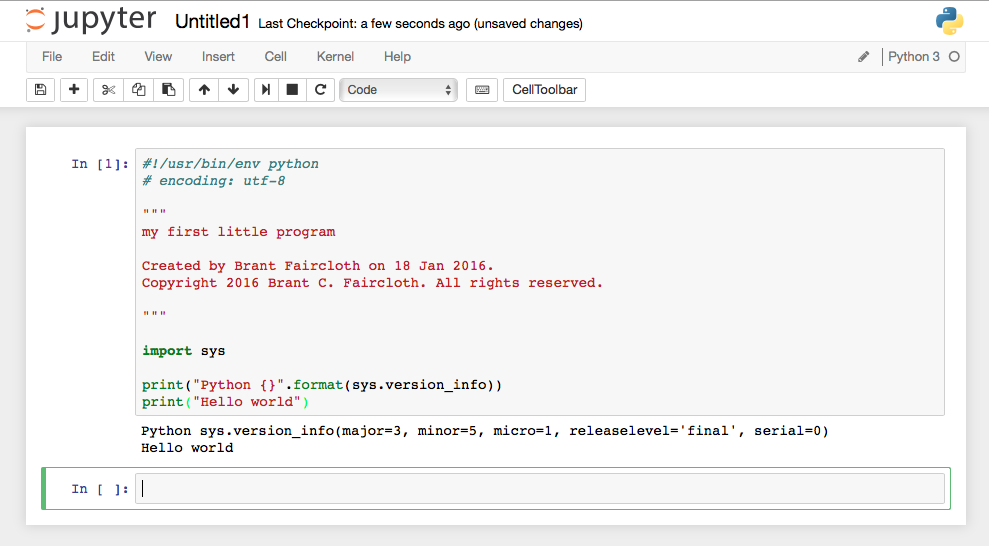 jupyter Untitled1 Last Checkpoint: a few seconds ago (unsaved changes)
File Edit View Insert Cell Kernel Help Python 3
Code CellToolbar
In [1]: #!/usr/bin/env python
# encoding: utf-8
"""
my first little program
Created by Brant Faircloth on 18 Jan 2016.
Copyright 2016 Brant C. Faircloth. All rights reserved.
"""
import sys
print("Python {}".format(sys.version_info))
print("Hello world")
Python sys.version_info(major=3, minor=5, micro=1, releaselevel='final', serial=0)
Hello world
In [ ]: